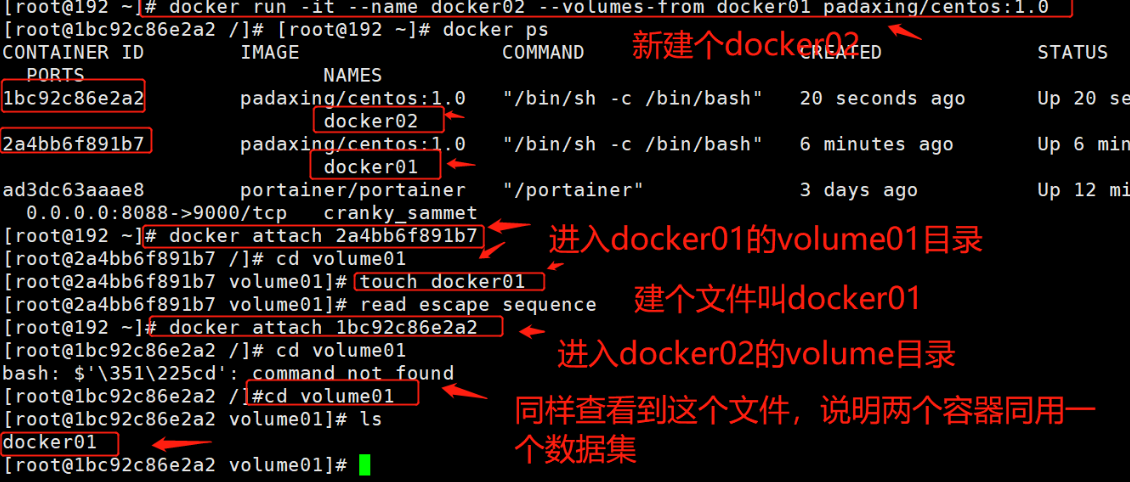 [root@192 ~]# docker run -it --name docker02 --volumes-from docker01 padaxing/centos:1.0
[root@1bc92c86e2a2 /]# [root@192 ~]# docker ps
新建个docker02
CONTAINER ID IMAGE COMMAND CREATED STATUS
PORTS NAMES
1bc92c86e2a2 padaxing/centos:1.0 "/bin/sh -c /bin/bash" 20 seconds ago Up 20 se
docker02
2a4bb6f891b7 padaxing/centos:1.0 "/bin/sh -c /bin/bash" 6 minutes ago Up 6 min
docker01
ad3dc63aaae8 portainer/portainer "/portainer" 3 days ago Up 12 mi
0.0.0.0:8088->9000/tcp cranky_sammet
[root@192 ~]# docker attach 2a4bb6f891b7
进入docker01的volume01目录
[root@2a4bb6f891b7 /]# cd volume01
[root@2a4bb6f891b7 volume01]# touch docker01
建个文件叫docker01
[root@2a4bb6f891b7 volume01]# read escape sequence
[root@192 ~]# docker attach 1bc92c86e2a2
进入docker02的volume目录
[root@1bc92c86e2a2 /]# cd volume01
bash: $'\351\225cd': command not found
[root@1bc92c86e2a2 /]#cd volume01
同样查看到这个文件，说明两个容器同用一
个数据集
[root@1bc92c86e2a2 volume01]# ls
docker01
[root@1bc92c86e2a2 volume01]#